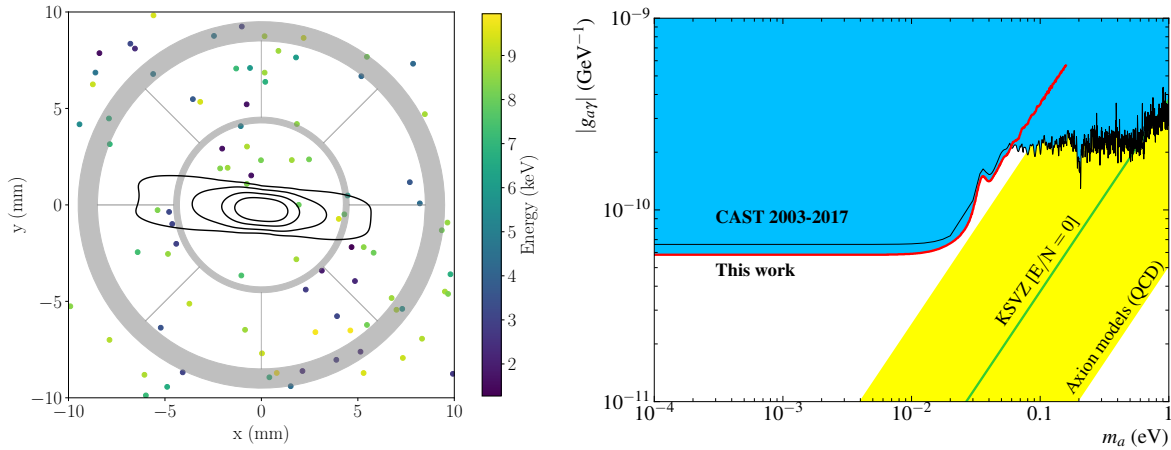 10
5
0
−5
−10
y (mm)
−10
−5
0
5
10
x (mm)
9
8
7
6
5
4
3
2
Energy (keV)
10⁻⁹
10⁻¹⁰
10⁻¹¹
|g_aγ| (GeV⁻¹)
CAST 2003-2017
This work
KSVZ [E/N = 0]
Axion models (QCD)
10⁻⁴
10⁻³
10⁻²
0.1
1
m_a (eV)